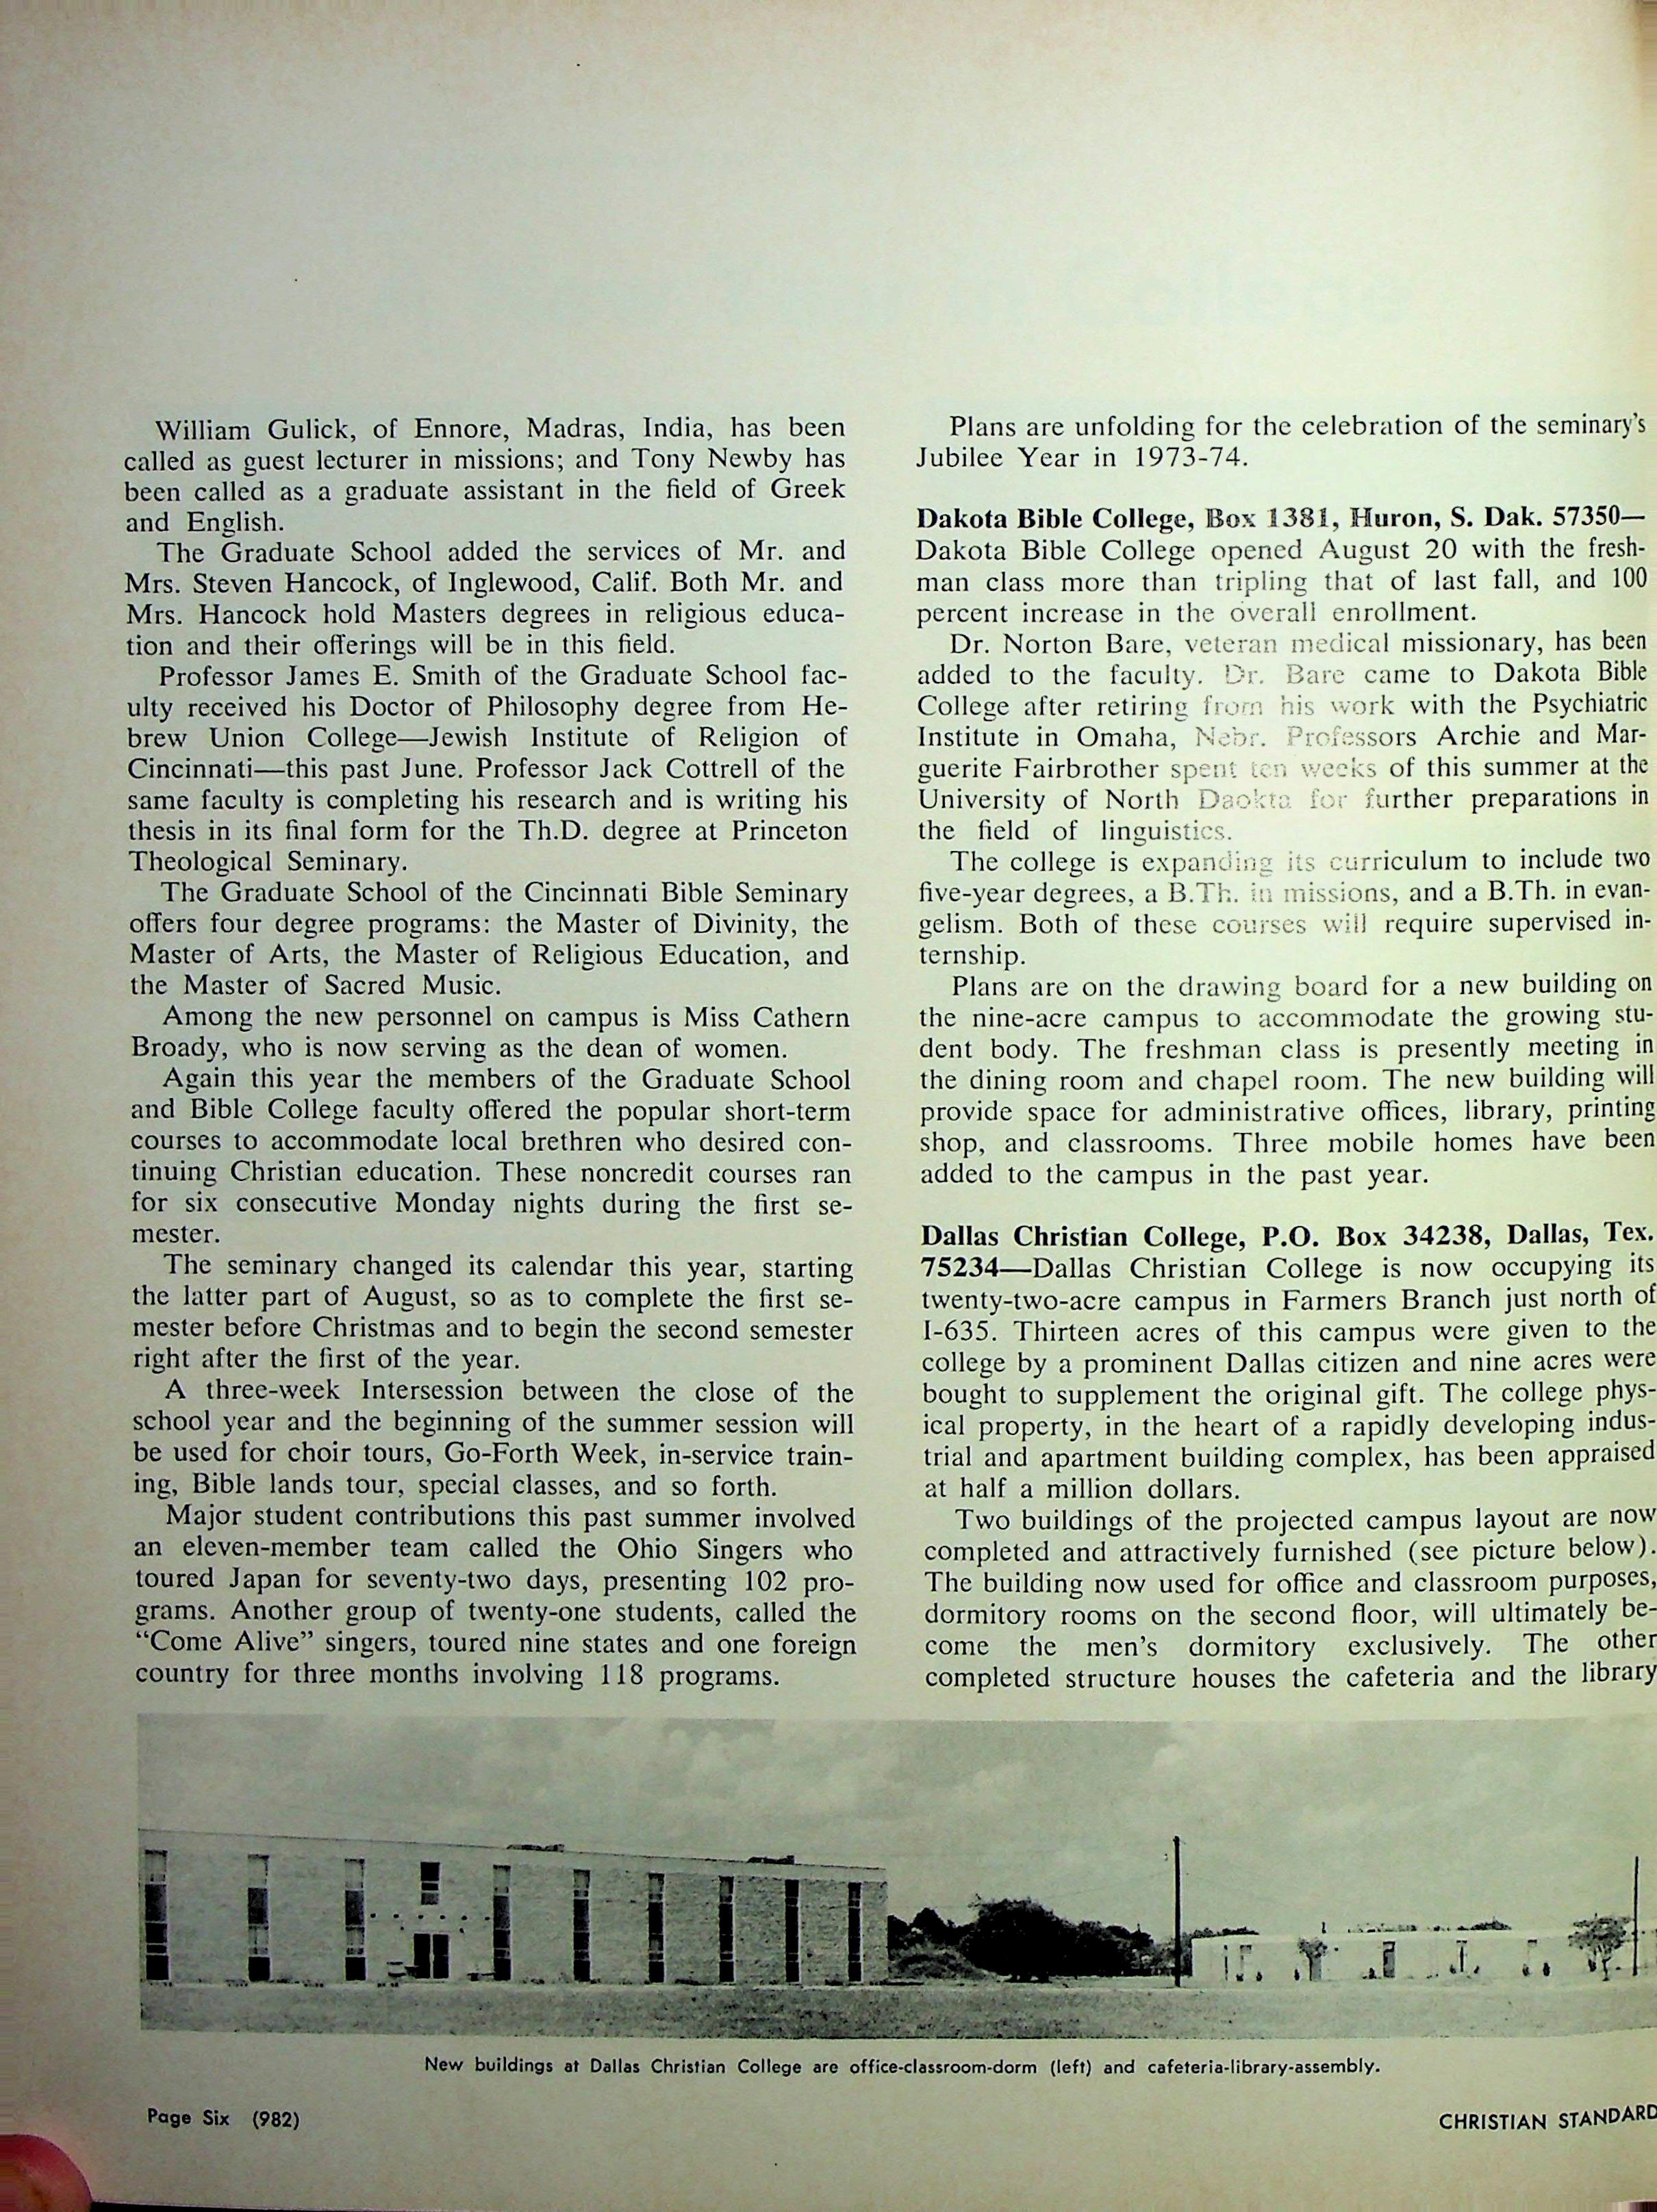 William Gulick, of Ennore, Madras, India, has been
called as guest lecturer in missions; and Tony Newby has
been called as a graduate assistant in the field of Greek
and English.
The Graduate School added the services of Mr. and
Mrs. Steven Hancock, of Inglewood, Calif. Both Mr. and
Mrs. Hancock hold Masters degrees in religious educa-
tion and their offerings will be in this field.
Professor James E. Smith of the Graduate School fac-
ulty received his Doctor of Philosophy degree from He-
brew Union College—Jewish Institute of Religion of
Cincinnati—this past June. Professor Jack Cottrell of the
same faculty is completing his research and is writing his
thesis in its final form for the Th.D. degree at Princeton
Theological Seminary.
The Graduate School of the Cincinnati Bible Seminary
offers four degree programs: the Master of Divinity, the
Master of Arts, the Master of Religious Education, and
the Master of Sacred Music.
Among the new personnel on campus is Miss Cathern
Broady, who is now serving as the dean of women.
Again this year the members of the Graduate School
and Bible College faculty offered the popular short-term
courses to accommodate local brethren who desired con-
tinuing Christian education. These noncredit courses ran
for six consecutive Monday nights during the first se-
mester.
The seminary changed its calendar this year, starting
the latter part of August, so as to complete the first se-
mester before Christmas and to begin the second semester
right after the first of the year.
A three-week Intersession between the close of the
school year and the beginning of the summer session will
be used for choir tours, Go-Forth Week, in-service train-
ing, Bible lands tour, special classes, and so forth.
Major student contributions this past summer involved
an eleven-member team called the Ohio Singers who
toured Japan for seventy-two days, presenting 102 pro-
grams. Another group of twenty-one students, called the
“Come Alive” singers, toured nine states and one foreign
country for three months involving 118 programs.
Plans are unfolding for the celebration of the seminary's
Jubilee Year in 1973-74.
Dakota Bible College, Box 1381, Huron, S. Dak. 57350—
Dakota Bible College opened August 20 with the fresh-
man class more than tripling that of last fall, and 100
percent increase in the overall enrollment.
Dr. Norton Bare, veteran medical missionary, has been
added to the faculty. Dr. Bare came to Dakota Bible
College after retiring from his work with the Psychiatric
Institute in Omaha, Nebr. Professors Archie and Mar-
guerite Fairbrother spent ten weeks of this summer at the
University of North Daokta for further preparations in
the field of linguistics.
The college is expanding its curriculum to include two
five-year degrees, a B.Th. in missions, and a B.Th. in evan-
gelism. Both of these courses will require supervised in-
ternship.
Plans are on the drawing board for a new building on
the nine-acre campus to accommodate the growing stu-
dent body. The freshman class is presently meeting in
the dining room and chapel room. The new building will
provide space for administrative offices, library, printing
shop, and classrooms. Three mobile homes have been
added to the campus in the past year.
Dallas Christian College, P.O. Box 34238, Dallas, Tex.
75234—Dallas Christian College is now occupying its
twenty-two-acre campus in Farmers Branch just north of
I-635. Thirteen acres of this campus were given to the
college by a prominent Dallas citizen and nine acres were
bought to supplement the original gift. The college phys-
ical property, in the heart of a rapidly developing indus-
trial and apartment building complex, has been appraised
at half a million dollars.
Two buildings of the projected campus layout are now
completed and attractively furnished (see picture below).
The building now used for office and classroom purposes,
dormitory rooms on the second floor, will ultimately be-
come the men's dormitory exclusively. The other
completed structure houses the cafeteria and the library
New buildings at Dallas Christian College are office-classroom-dorm (left) and cafeteria-library-assembly.
Page Six (982)
CHRISTIAN STANDARD